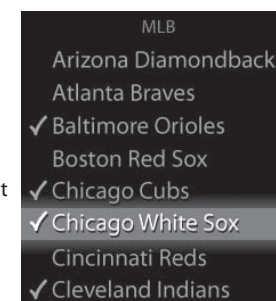 MLB
Arizona Diamondback
Atlanta Braves
✓ Baltimore Orioles
Boston Red Sox
t
✓ Chicago Cubs
✓ Chicago White Sox
Cincinnati Reds
✓ Cleveland Indians